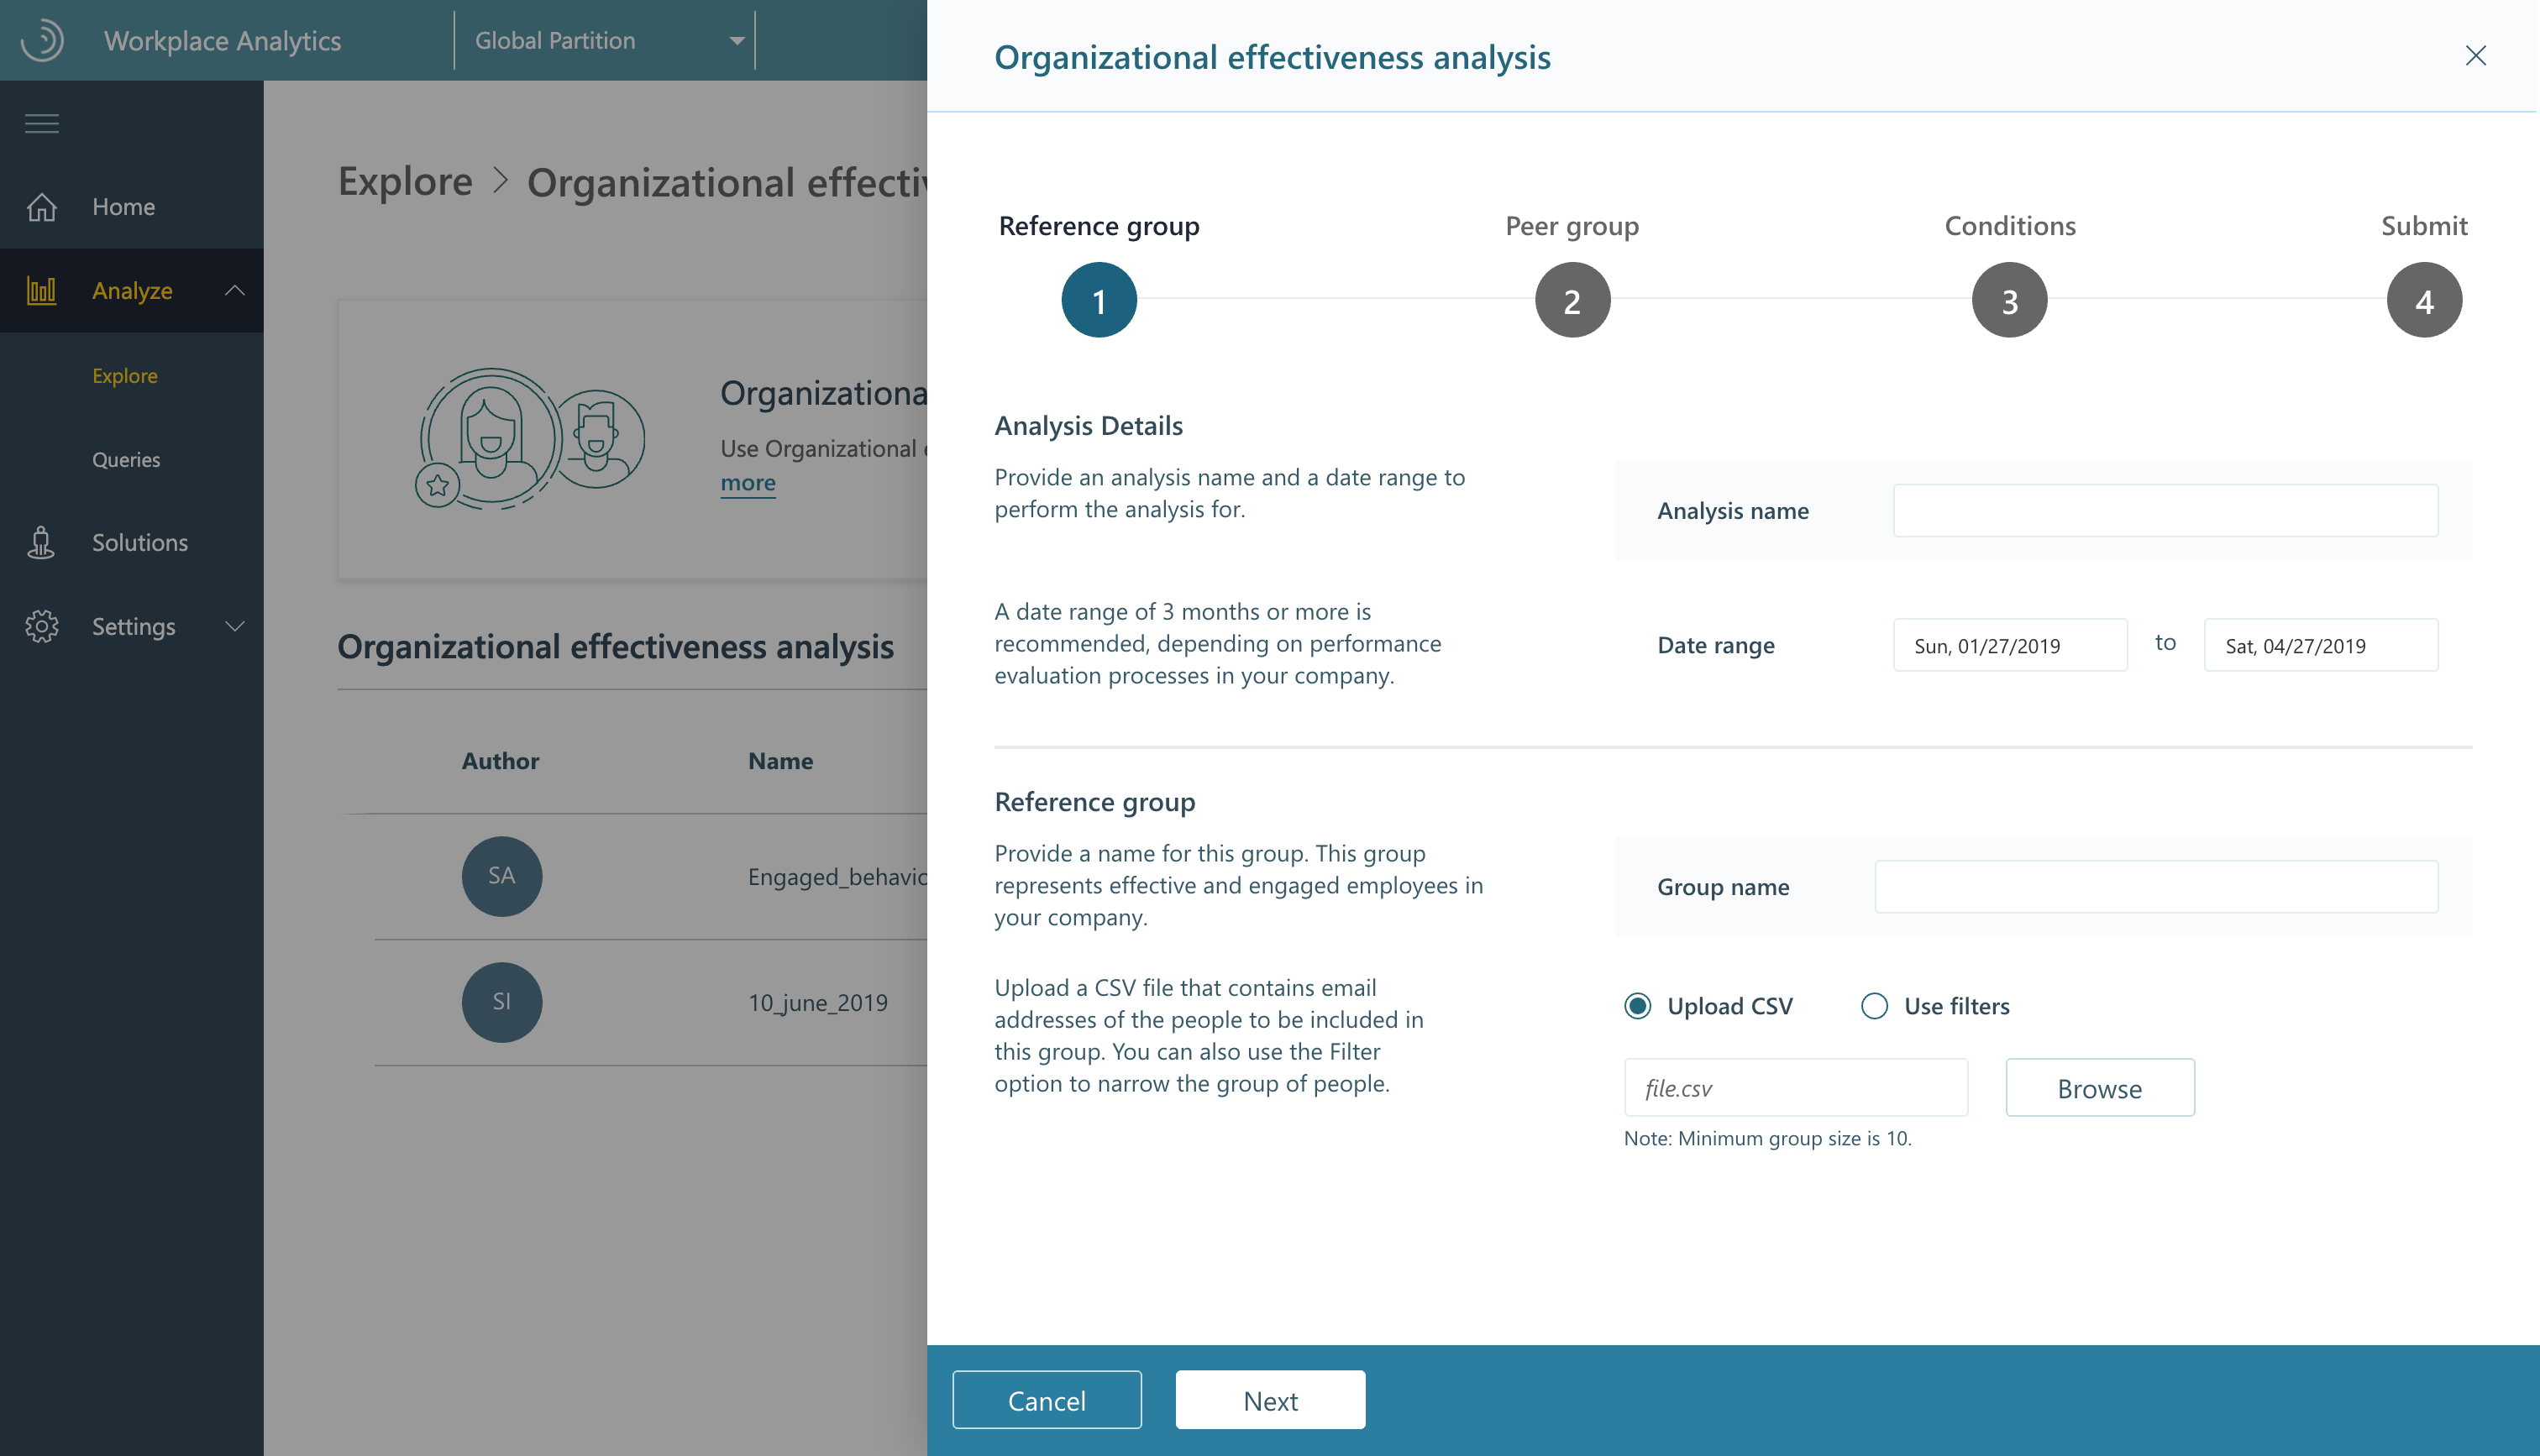 Workplace Analytics
Global Partition
Home
Analyze
Explore
Queries
Solutions
Settings
Explore > Organizational effecti
Organizationa
Use Organizational
more
Organizational effectiveness analysis
Author Name
SA Engaged_behavio
SI 10_june_2019
Organizational effectiveness analysis
Reference group Peer group Conditions Submit
1 2 3 4
Analysis Details
Provide an analysis name and a date range to
perform the analysis for.
Analysis name
A date range of 3 months or more is
recommended, depending on performance
evaluation processes in your company.
Date range Sun, 01/27/2019 to Sat, 04/27/2019
Reference group
Provide a name for this group. This group
represents effective and engaged employees in
your company.
Group name
Upload a CSV file that contains email
addresses of the people to be included in
this group. You can also use the Filter
option to narrow the group of people.
Upload CSV Use filters
file.csv Browse
Note: Minimum group size is 10.
Cancel Next